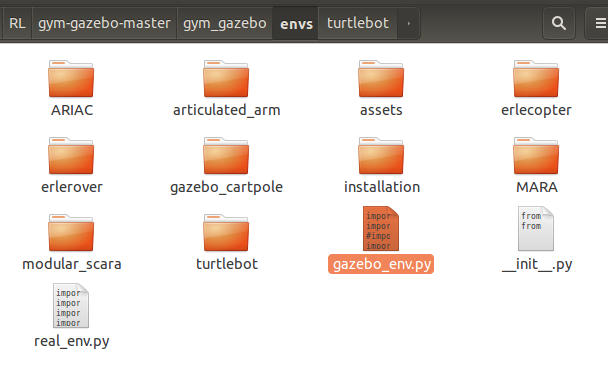 RL gym-gazebo-master gym_gazebo envs turtlebot
ARIAC articulated_arm assets erlecopter
erlerover gazebo_cartpole installation MARA
impor
impor
#impo
impor
from
from
modular_scara turtlebot gazebo_env.py __init__.py
impor
impor
impor
impor
real_env.py